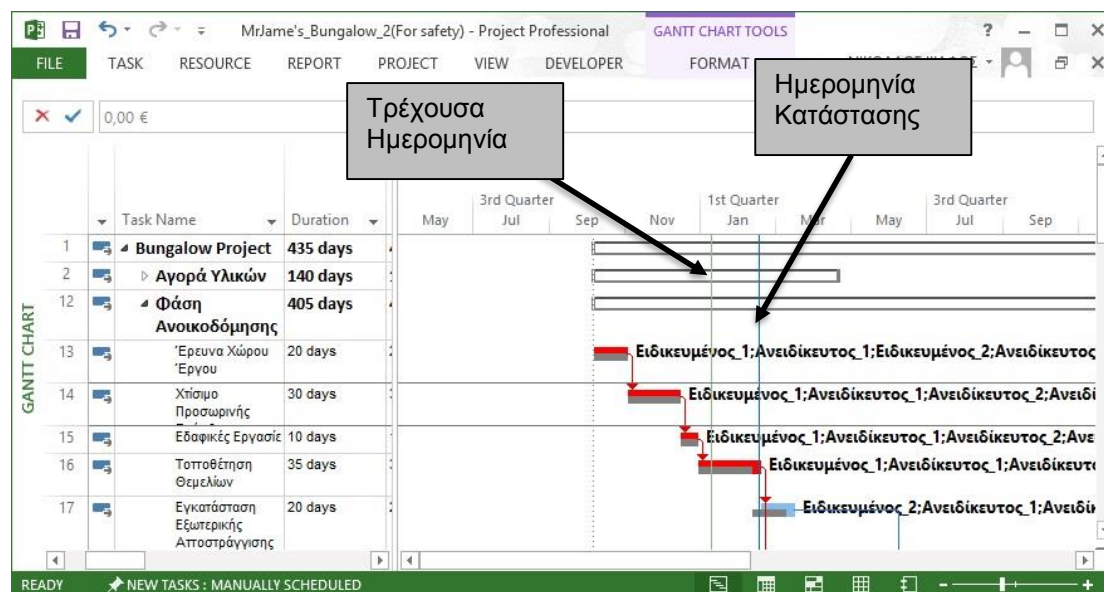 MrJame's_Bungalow_2(For safety) - Project Professional
GANTT CHART TOOLS
FILE TASK RESOURCE REPORT PROJECT VIEW DEVELOPER FORMAT
Τρέχουσα
Ημερομηνία
Ημερομηνία
Κατάστασης
0,00 €
3rd Quarter 1st Quarter 3rd Quarter
Task Name Duration May Jul Sep Nov Jan Mar May Jul Sep
GANTT CHART
1 Bungalow Project 435 days
2 Αγορά Υλικών 140 days
12 Φάση 405 days
Ανοικοδόμησης
13 Έρευνα Χώρου 20 days Ειδικευμένος_1;Ανειδίκευτος_1;Ειδικευμένος_2;Ανειδίκευτος
Έργου
14 Χτίσιμο 30 days Ειδικευμένος_1;Ανειδίκευτος_1;Ανειδίκευτος_2;Ανειδί
Προσωρινής
15 Εδαφικές Εργασίε 10 days Ειδικευμένος_1;Ανειδίκευτος_1;Ανειδίκευτος_2;Ανε
16 Τοποθέτηση 35 days Ειδικευμένος_1;Ανειδίκευτος_1;Ανειδίκευτ
Θεμελίων
17 Εγκατάσταση 20 days Ειδικευμένος_2;Ανειδίκευτος_1;Ανειδίκ
Εξωτερικής
Αποστράγγισης
READY NEW TASKS : MANUALLY SCHEDULED